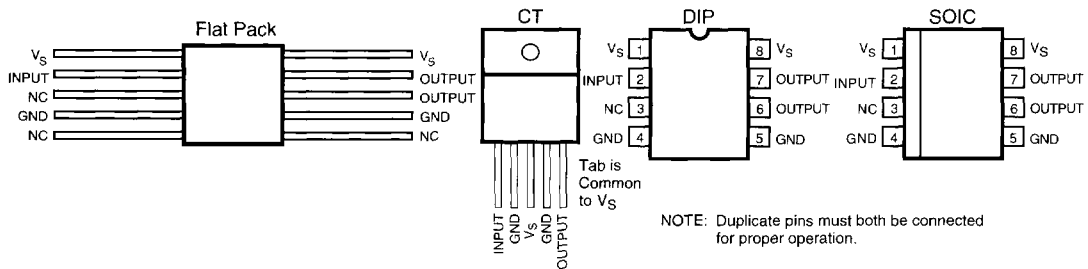 Flat Pack
VS
INPUT
NC
GND
NC
VS
OUTPUT
OUTPUT
GND
NC
CT
INPUT
GND
VS
GND
OUTPUT
Tab is
Common
to VS
DIP
VS 1
INPUT 2
NC 3
GND 4
8 VS
7 OUTPUT
6 OUTPUT
5 GND
SOIC
VS 1
INPUT 2
NC 3
GND 4
8 VS
7 OUTPUT
6 OUTPUT
5 GND
NOTE: Duplicate pins must both be connected
for proper operation.